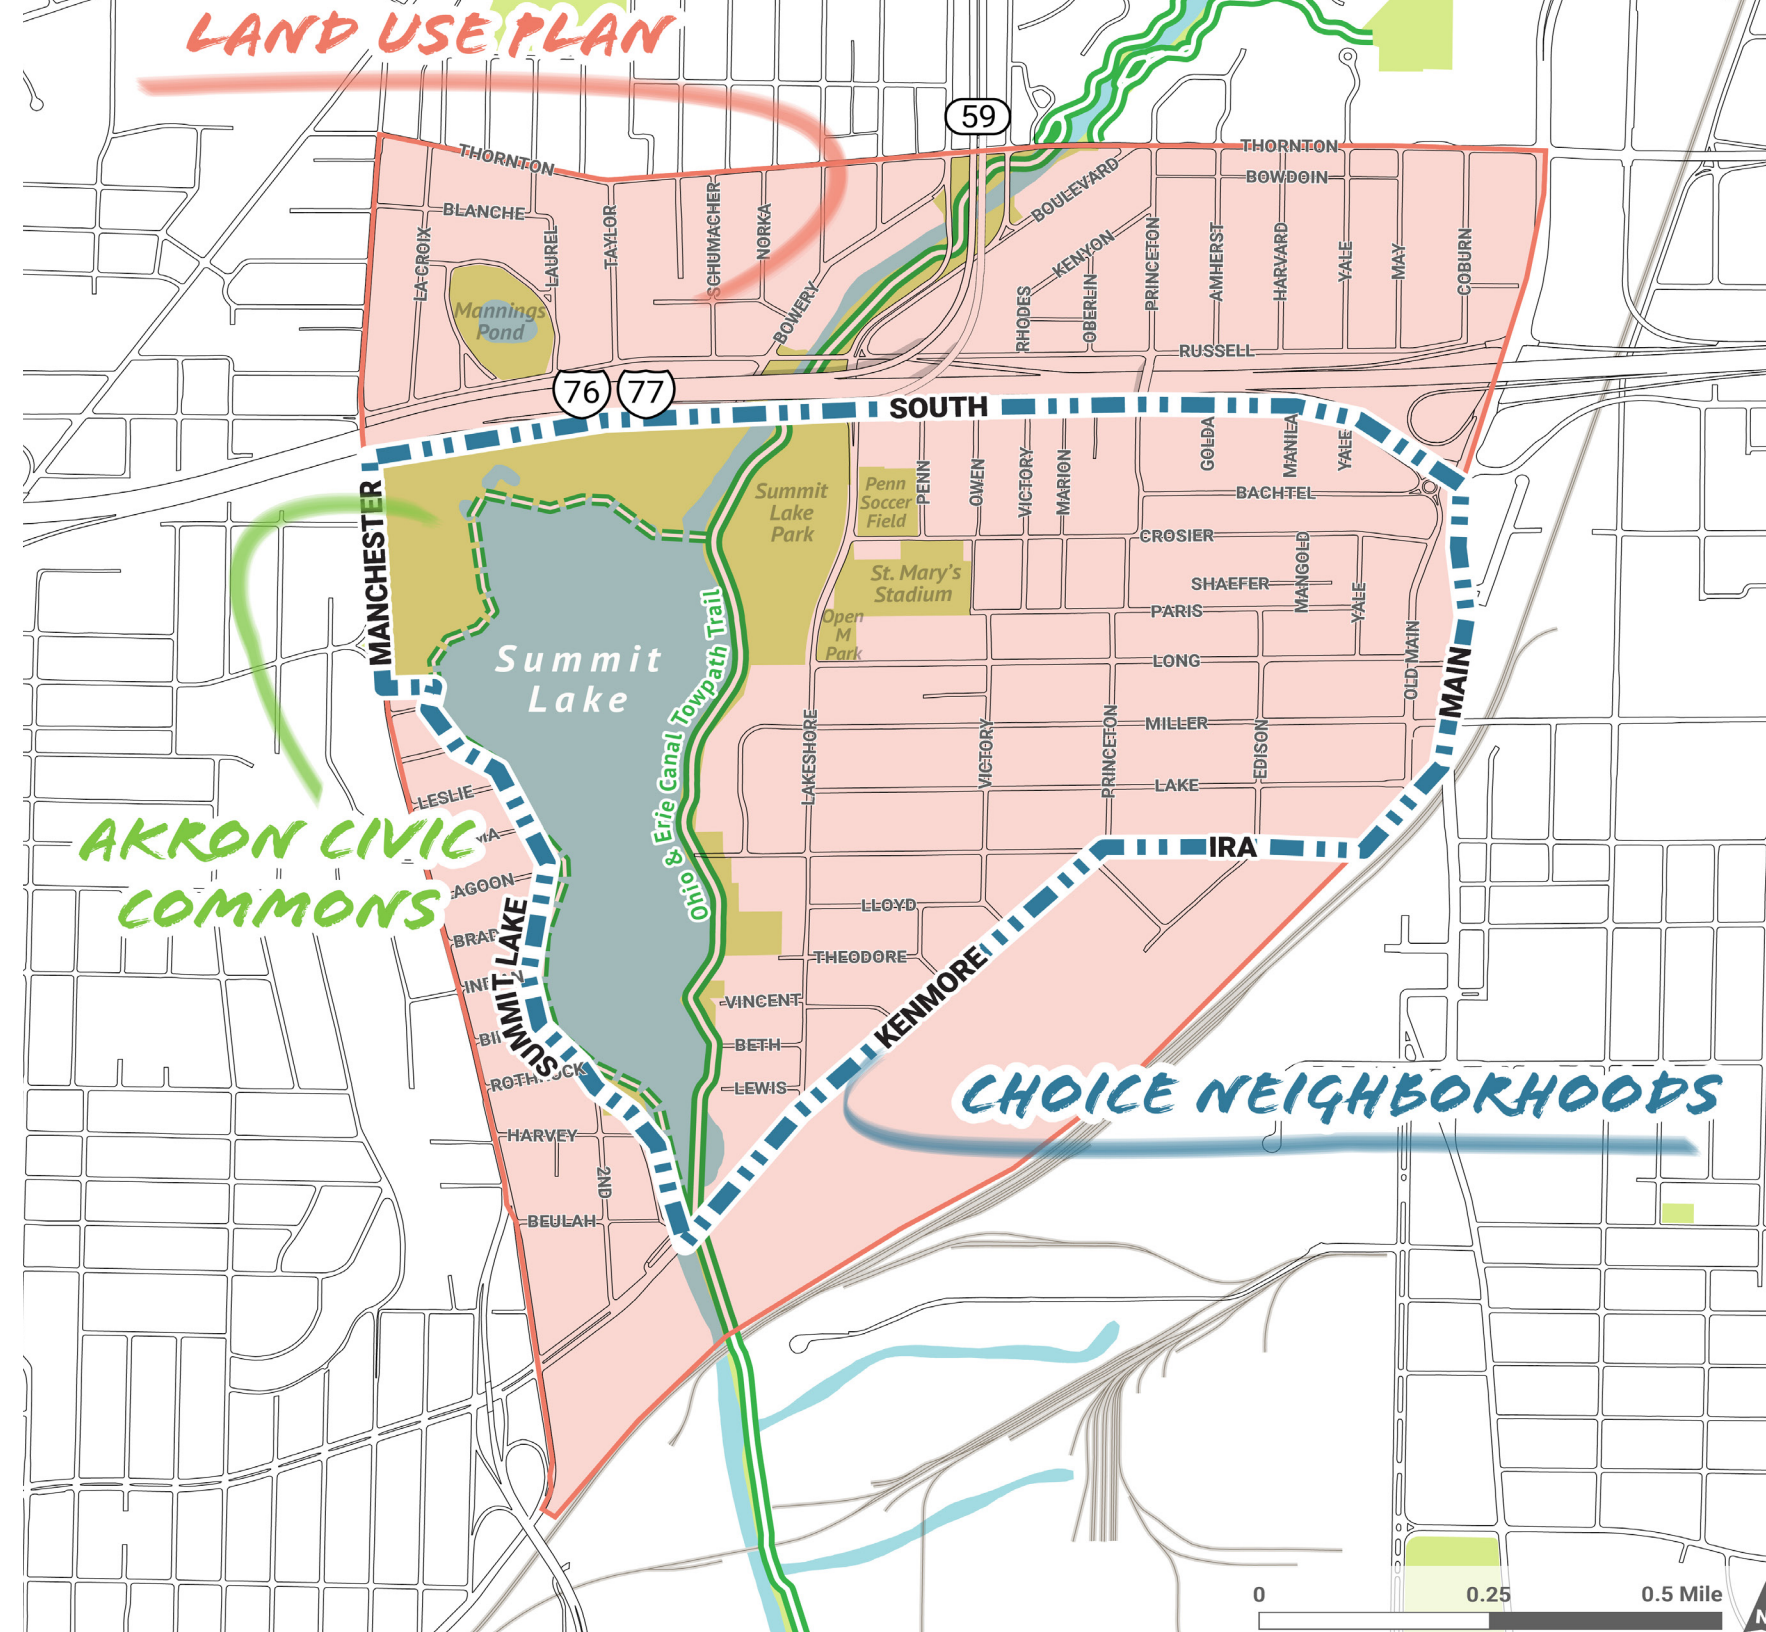 LAND USE PLAN
59
THORNTON
THORNTON
BOWDOIN
BOULEVARD
BLANCHE
LA CROIX
LAUREL
TAYLOR
SCHUMACHER
NORKA
BOWERY
KENYON
RHODES
OBERLIN
PRINCETON
AMHERST
HARVARD
YALE
MAY
COBURN
Mannings
Pond
RUSSELL
76
77
SOUTH
GOLDA
MANILA
YALE
MANCHESTER
Summit
Lake
Park
Penn
Soccer
Field
PENN
OWEN
VICTORY
MARION
BACHTEL
CROSIER
St. Mary's
Stadium
SHAEFER
MANGOLD
YALE
PARIS
Open
M
Park
Summit
Lake
Ohio & Erie Canal Towpath Trail
LONG
OLD MAIN
MAIN
LAKESHORE
VICTORY
PRINCETON
MILLER
EDISON
LAKE
LESLIE
AKRON CIVIC
COMMONS
IRA
LLOYD
THEODORE
KENMORE
SUMMIT LAKE
VINCENT
BETH
LEWIS
CHOICE NEIGHBORHOODS
HARVEY
2ND
BEULAH
0 0.25 0.5 Mile
N